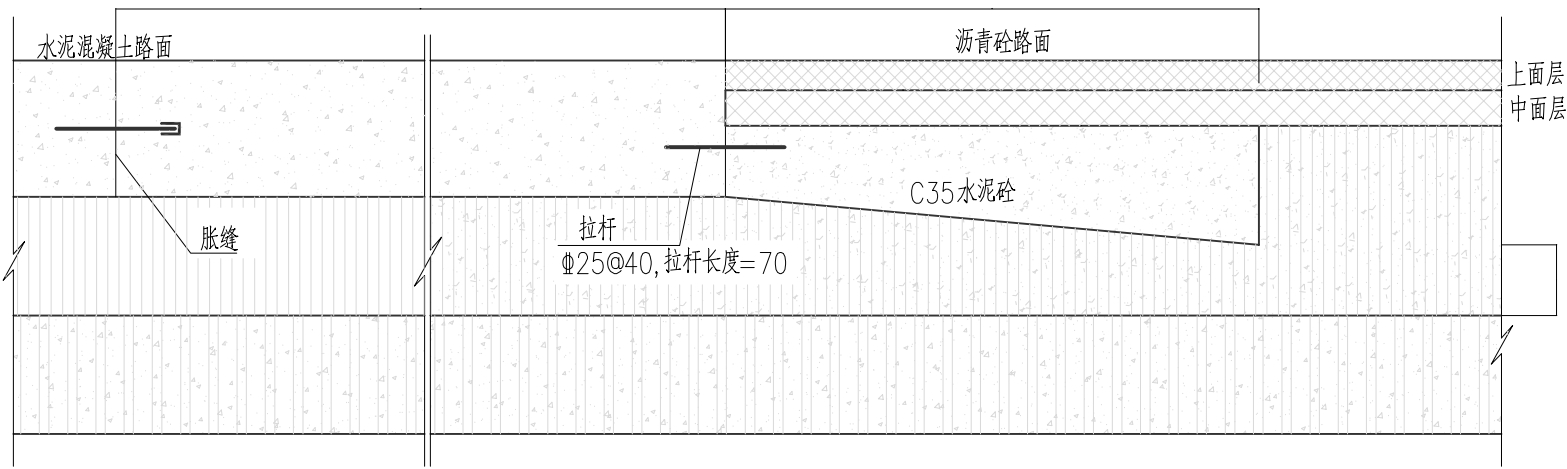 水泥混凝土路面
沥青砼路面
上面层
中面层
C35水泥砼
拉杆
胀缝
Φ25@40,拉杆长度=70